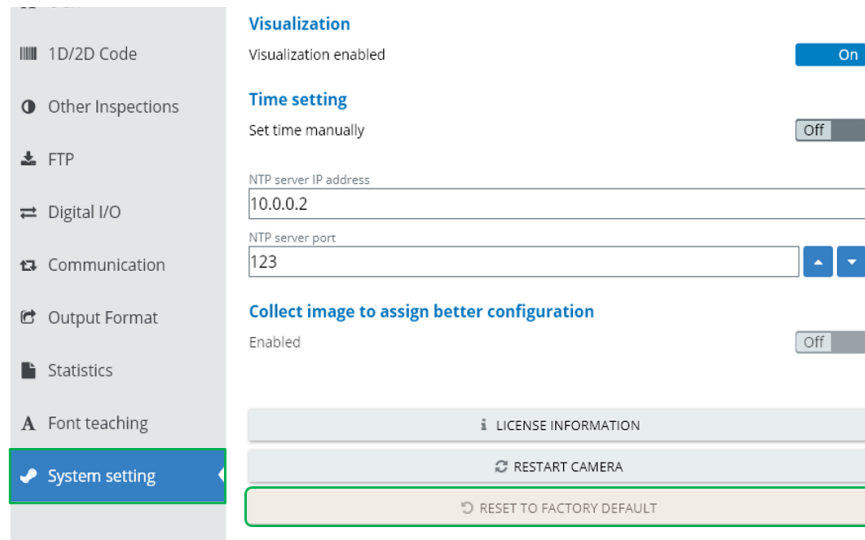 1D/2D Code
Other Inspections
FTP
Digital I/O
Communication
Output Format
Statistics
Font teaching
System setting
Visualization
Visualization enabled
On
Time setting
Set time manually
Off
NTP server IP address
10.0.0.2
NTP server port
123
Collect image to assign better configuration
Enabled
Off
LICENSE INFORMATION
RESTART CAMERA
RESET TO FACTORY DEFAULT